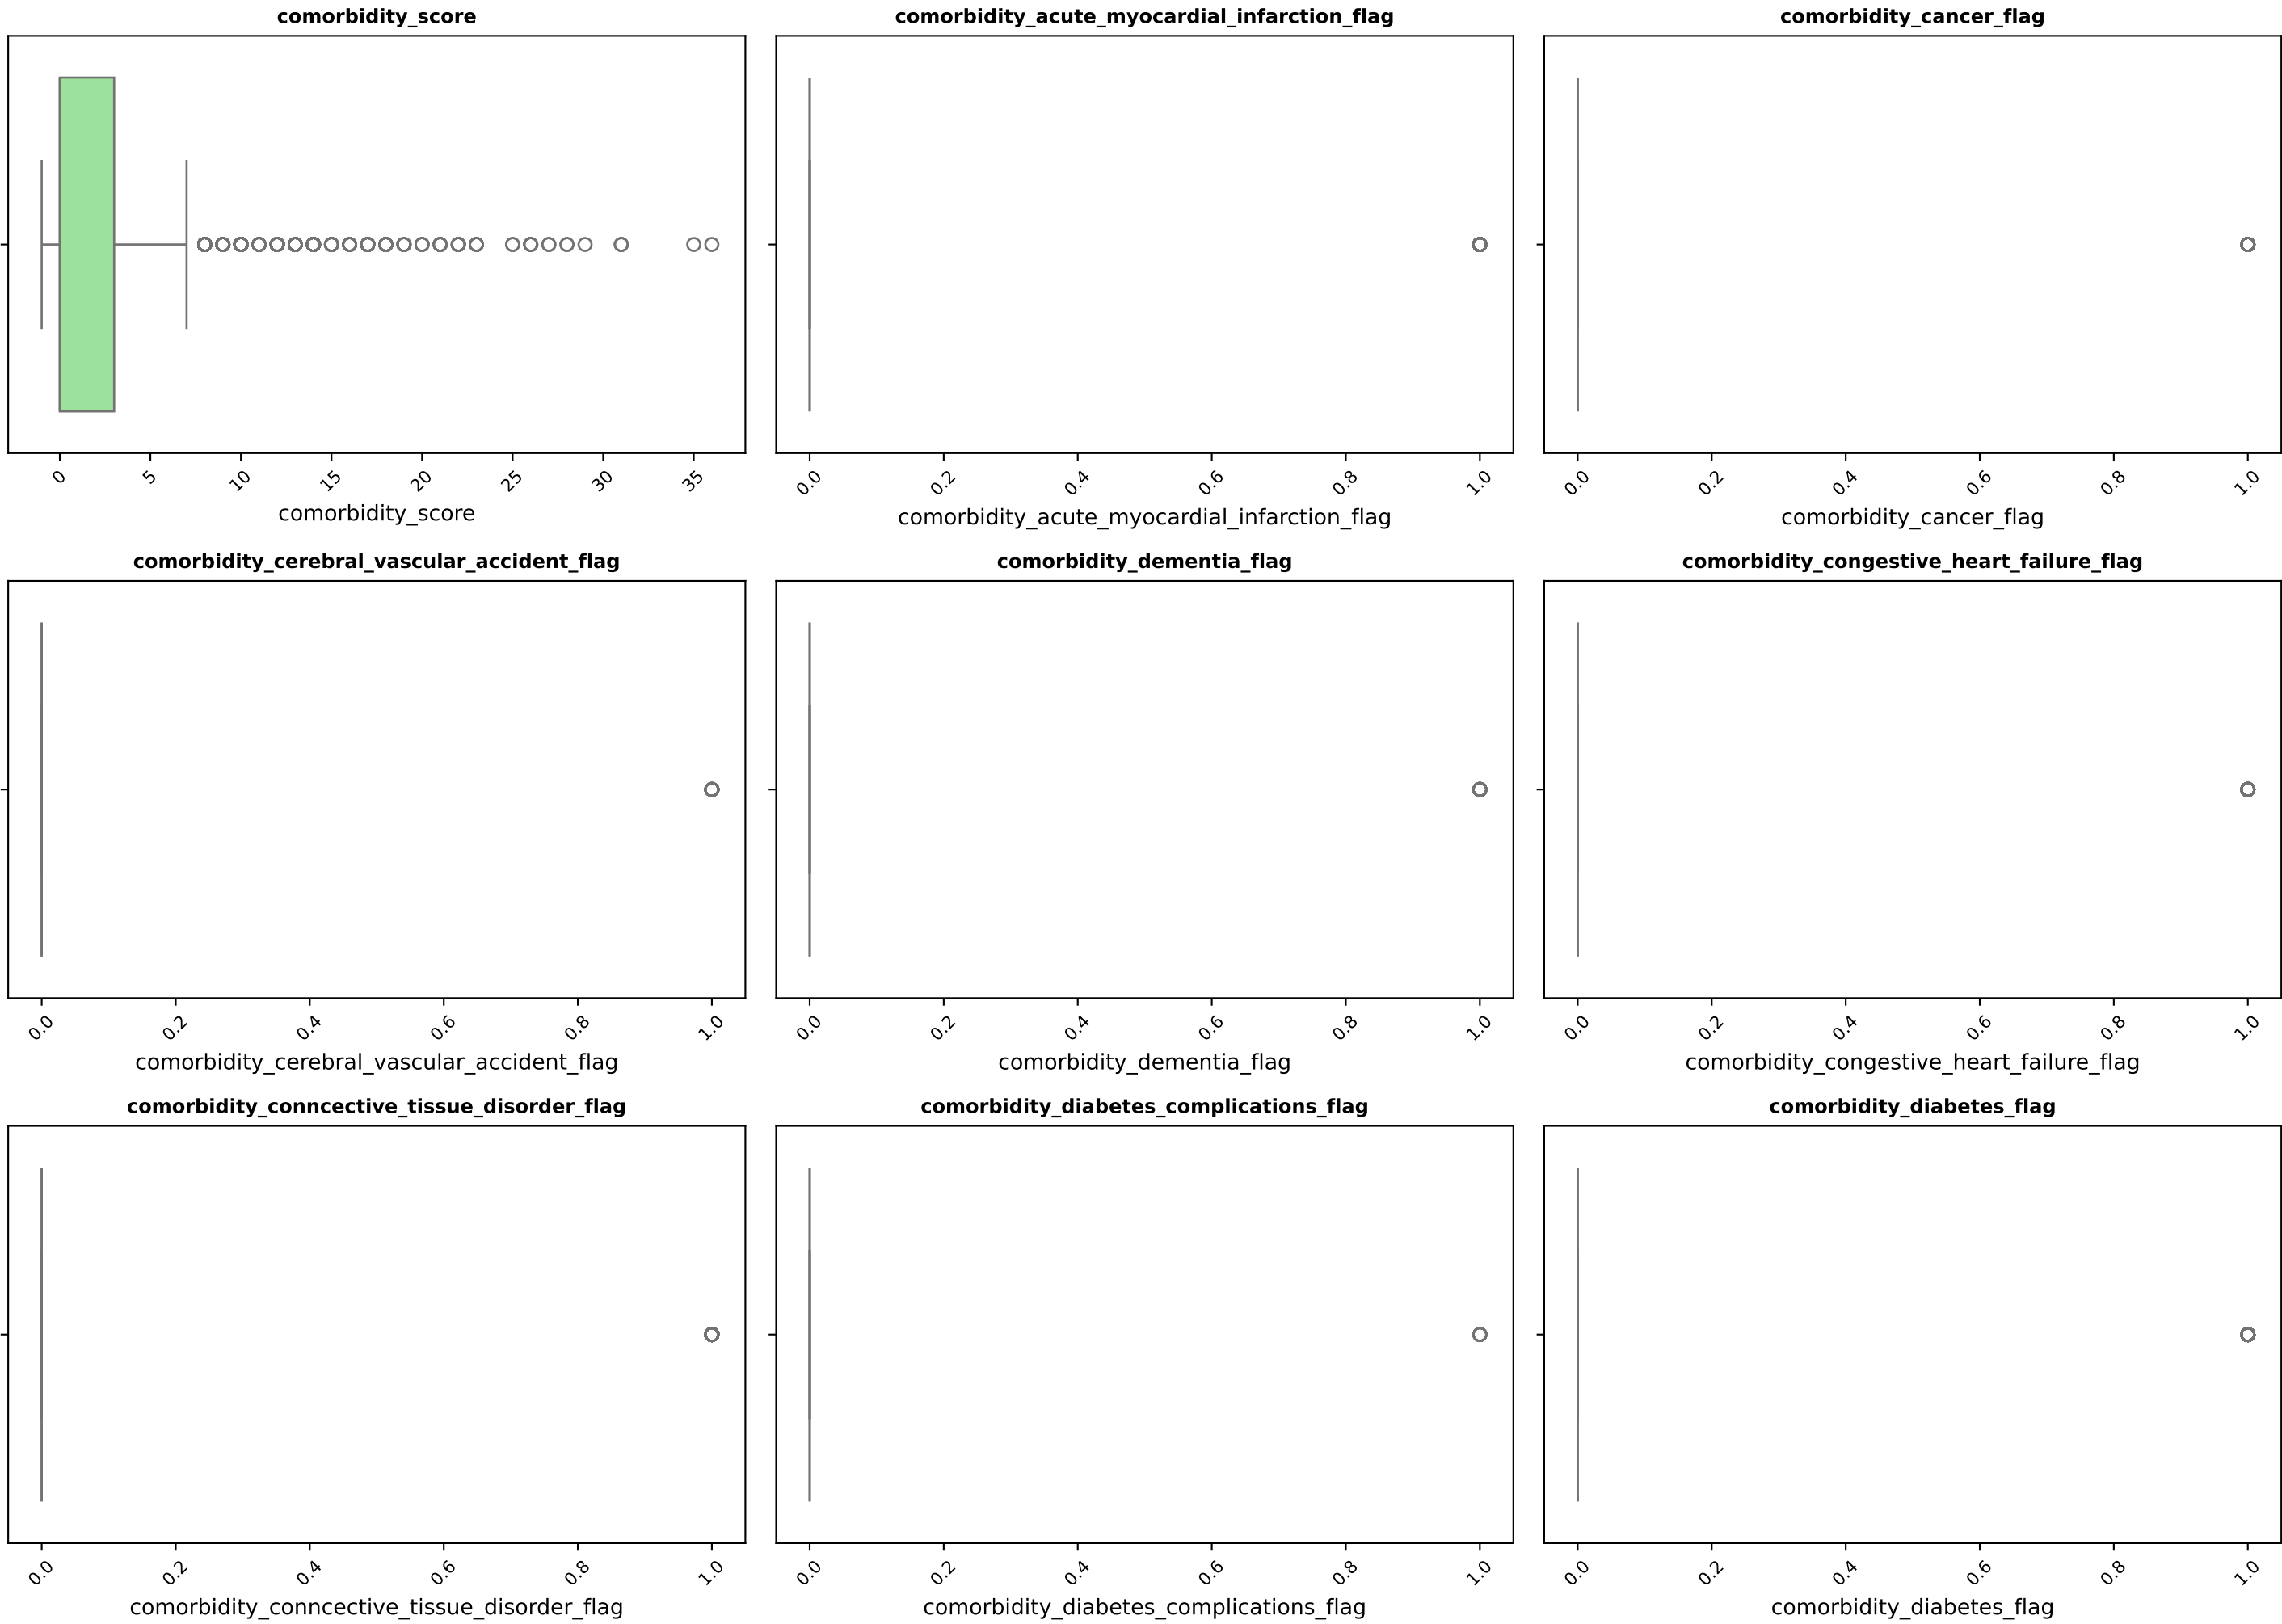 comorbidity_score
comorbidity_acute_myocardial_infarction_flag
comorbidity_cancer_flag
0 5 10 15 20 25 30 35
0.0 0.2 0.4 0.6 0.8 1.0
0.0 0.2 0.4 0.6 0.8 1.0
comorbidity_score
comorbidity_acute_myocardial_infarction_flag
comorbidity_cancer_flag
comorbidity_cerebral_vascular_accident_flag
comorbidity_dementia_flag
comorbidity_congestive_heart_failure_flag
0.0 0.2 0.4 0.6 0.8 1.0
0.0 0.2 0.4 0.6 0.8 1.0
0.0 0.2 0.4 0.6 0.8 1.0
comorbidity_cerebral_vascular_accident_flag
comorbidity_dementia_flag
comorbidity_congestive_heart_failure_flag
comorbidity_conncective_tissue_disorder_flag
comorbidity_diabetes_complications_flag
comorbidity_diabetes_flag
0.0 0.2 0.4 0.6 0.8 1.0
0.0 0.2 0.4 0.6 0.8 1.0
0.0 0.2 0.4 0.6 0.8 1.0
comorbidity_conncective_tissue_disorder_flag
comorbidity_diabetes_complications_flag
comorbidity_diabetes_flag